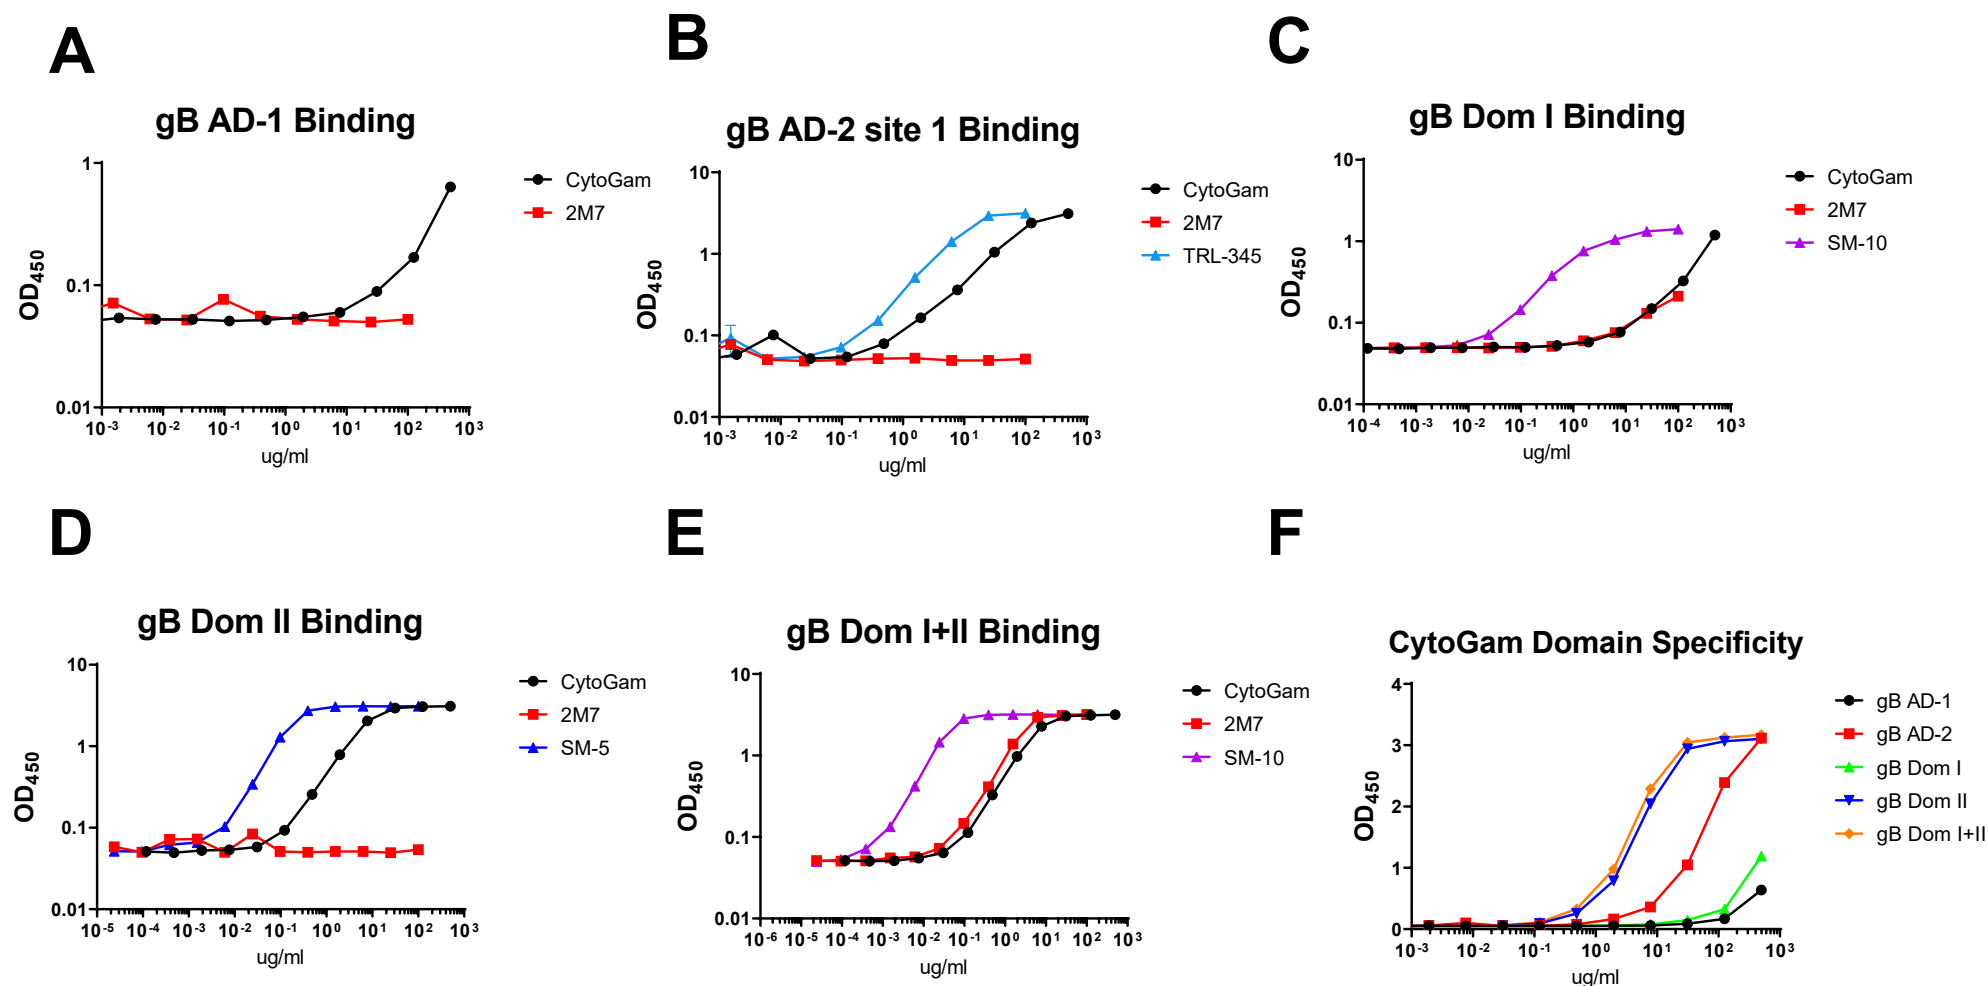 A
gB AD-1 Binding
OD450
1
0.1
0.01
10-3 10-2 10-1 100 101 102 103
ug/ml
CytoGam
2M7
B
gB AD-2 site 1 Binding
OD450
10
1
0.1
0.01
10-3 10-2 10-1 100 101 102 103
ug/ml
CytoGam
2M7
TRL-345
C
gB Dom I Binding
OD450
10
1
0.1
0.01
10-4 10-3 10-2 10-1 100 101 102 103
ug/ml
CytoGam
2M7
SM-10
D
gB Dom II Binding
OD450
10
1
0.1
0.01
10-5 10-4 10-3 10-2 10-1 100 101 102 103
ug/ml
CytoGam
2M7
SM-5
E
gB Dom I+II Binding
OD450
10
1
0.1
0.01
10-6 10-5 10-4 10-3 10-2 10-1 100 101 102 103
ug/ml
CytoGam
2M7
SM-10
F
CytoGam Domain Specificity
OD450
4
3
2
1
0
10-3 10-2 10-1 100 101 102 103
ug/ml
gB AD-1
gB AD-2
gB Dom I
gB Dom II
gB Dom I+II